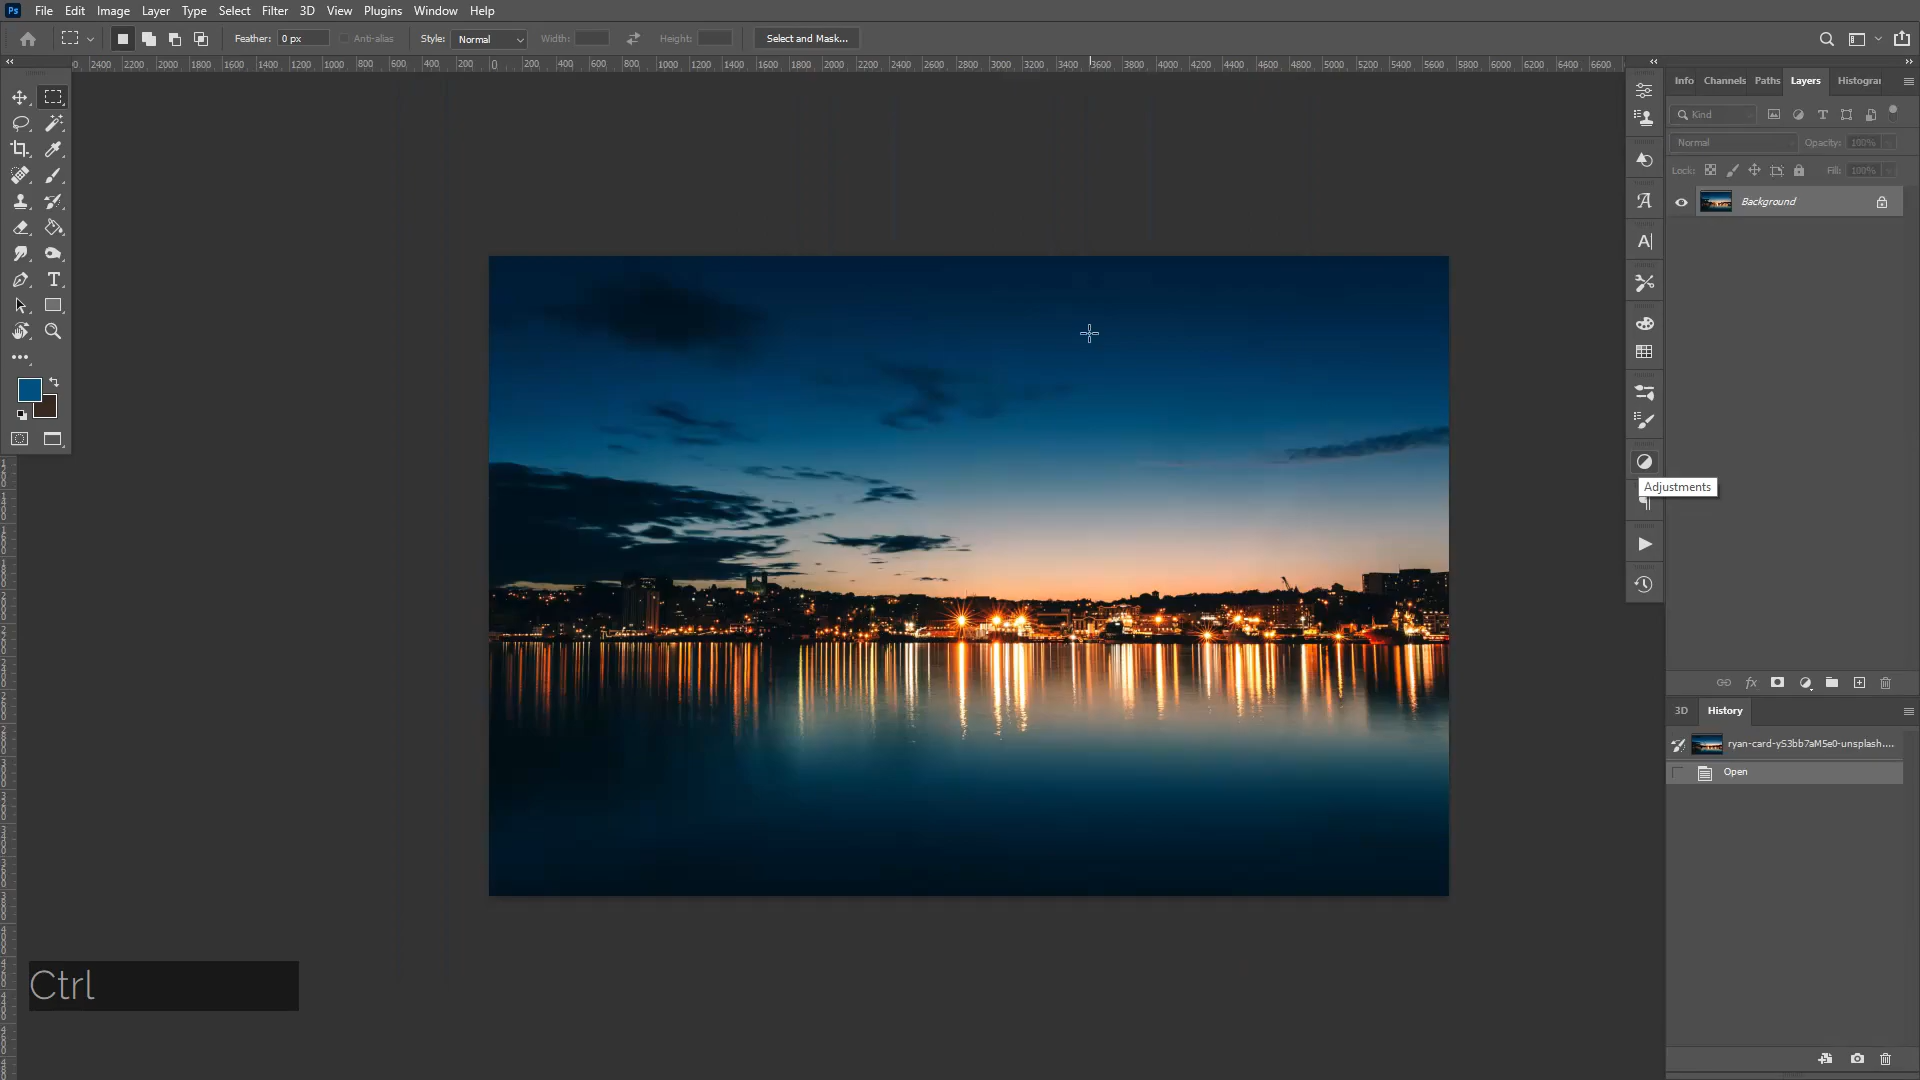 Ps File Edit Image Layer Type Select Filter 3D View Plugins Window Help
Feather: 0 px Anti-alias Style: Normal Width: Height: Select and Mask...
2400 2200 2000 1800 1600 1400 1200 1000 800 600 400 200 0 200 400 600 800 1000 1200 1400 1600 1800 2000 2200 2400 2600 2800 3000 3200 3400 3600 3800 4000 4200 4400 4600 4800 5000 5200 5400 5600 5800 6000 6200 6400 6600
Info Channels Paths Layers Histogra
Kind
Normal Opacity: 100%
Lock: Fill: 100%
Background
Adjustments
3D History
ryan-card-yS3bb7aM5e0-unsplash....
Open
Ctrl